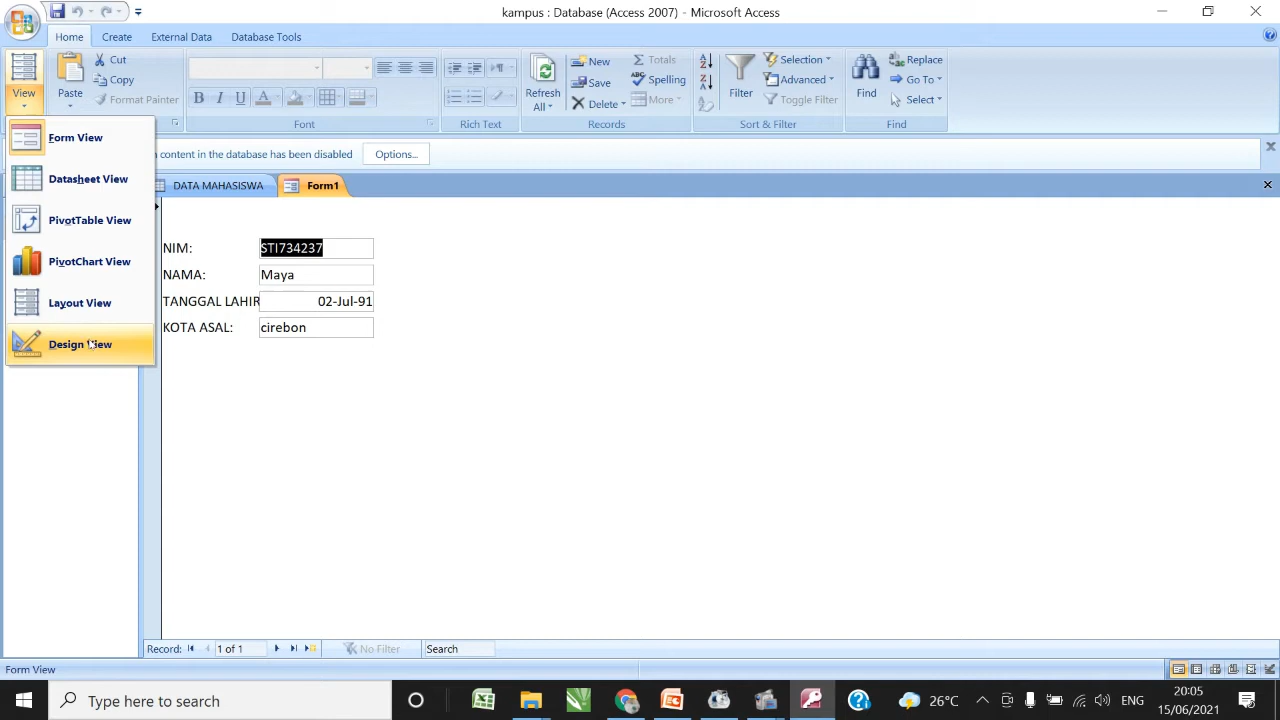 kampus : Database (Access 2007) - Microsoft Access
Home Create External Data Database Tools
View
Paste
Cut
Copy
Format Painter
B I U A
Font
Rich Text
Refresh All
New
Save
Delete
Totals
Spelling
More
Records
Filter
Selection
Advanced
Toggle Filter
Sort & Filter
Find
Replace
Go To
Select
Find
Form View
Datasheet View
PivotTable View
PivotChart View
Layout View
Design View
content in the database has been disabled Options...
DATA MAHASISWA Form1
NIM: STI734237
NAMA: Maya
TANGGAL LAHIR 02-Jul-91
KOTA ASAL: cirebon
Record: 1 of 1 No Filter Search
Form View
Type here to search
26°C ENG
20:05
15/06/2021